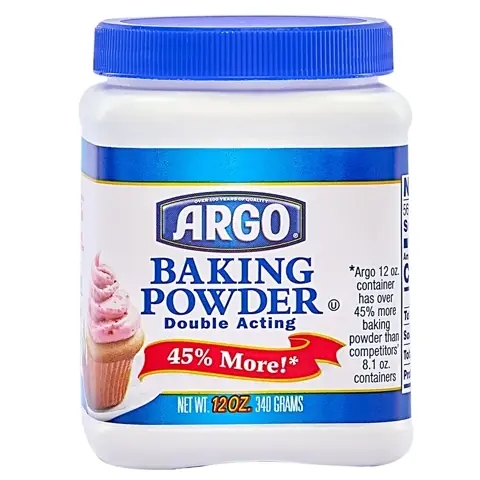 OVER 100 YEARS OF QUALITY
ARGO®
BAKING
POWDER
Double Acting
45% More!*
NET WT. 12 OZ. 340 GRAMS
*Argo 12 oz.
container
has over
45% more
baking
powder than
competitors'
8.1 oz.
containers